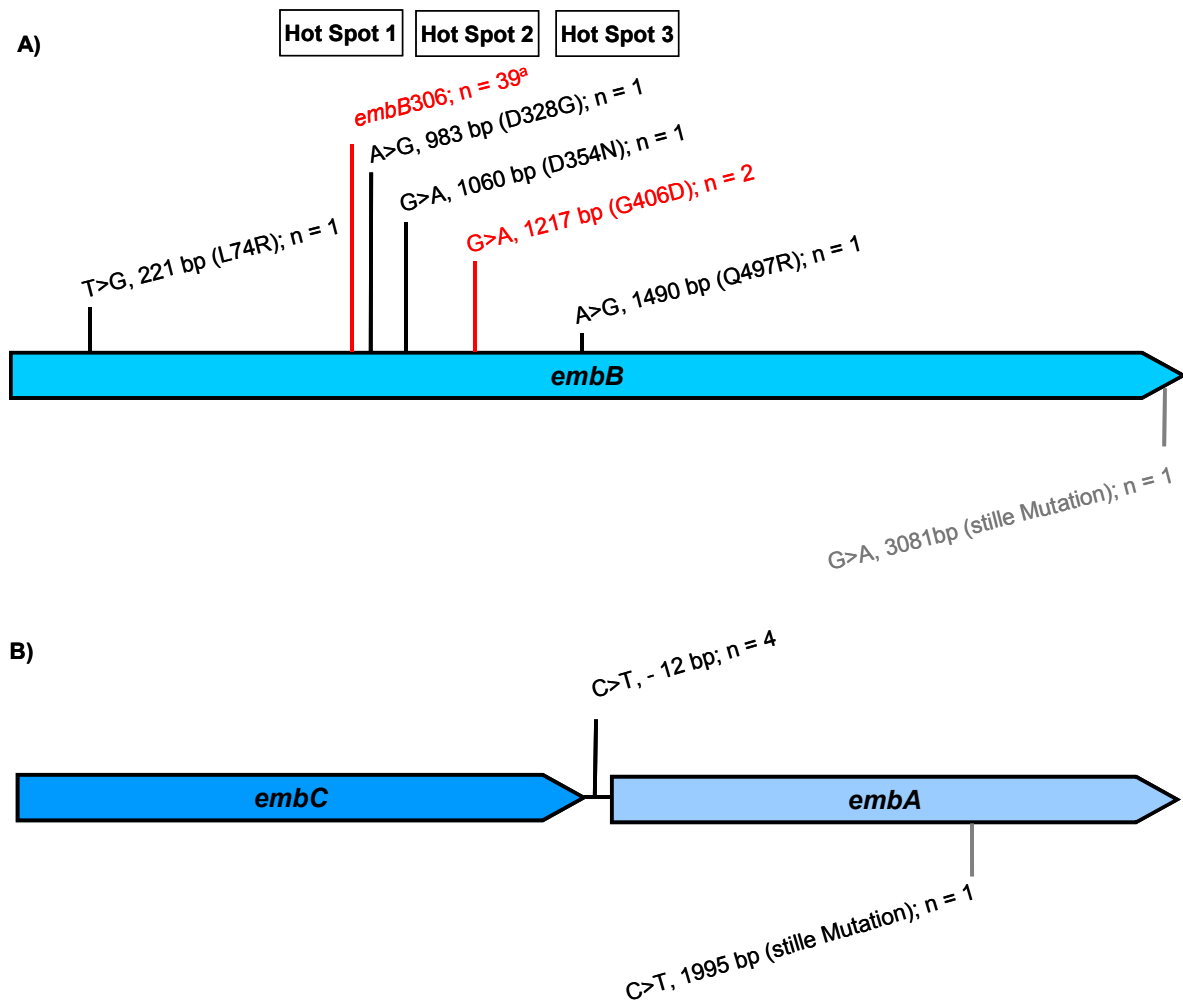 A)
Hot Spot 1
Hot Spot 2
Hot Spot 3
embB306; n = 39ª
A>G, 983 bp (D328G); n = 1
G>A, 1060 bp (D354N); n = 1
G>A, 1217 bp (G406D); n = 2
T>G, 221 bp (L74R); n = 1
A>G, 1490 bp (Q497R); n = 1
embB
G>A, 3081bp (stille Mutation); n = 1
B)
C>T, - 12 bp; n = 4
embC
embA
C>T, 1995 bp (stille Mutation); n = 1